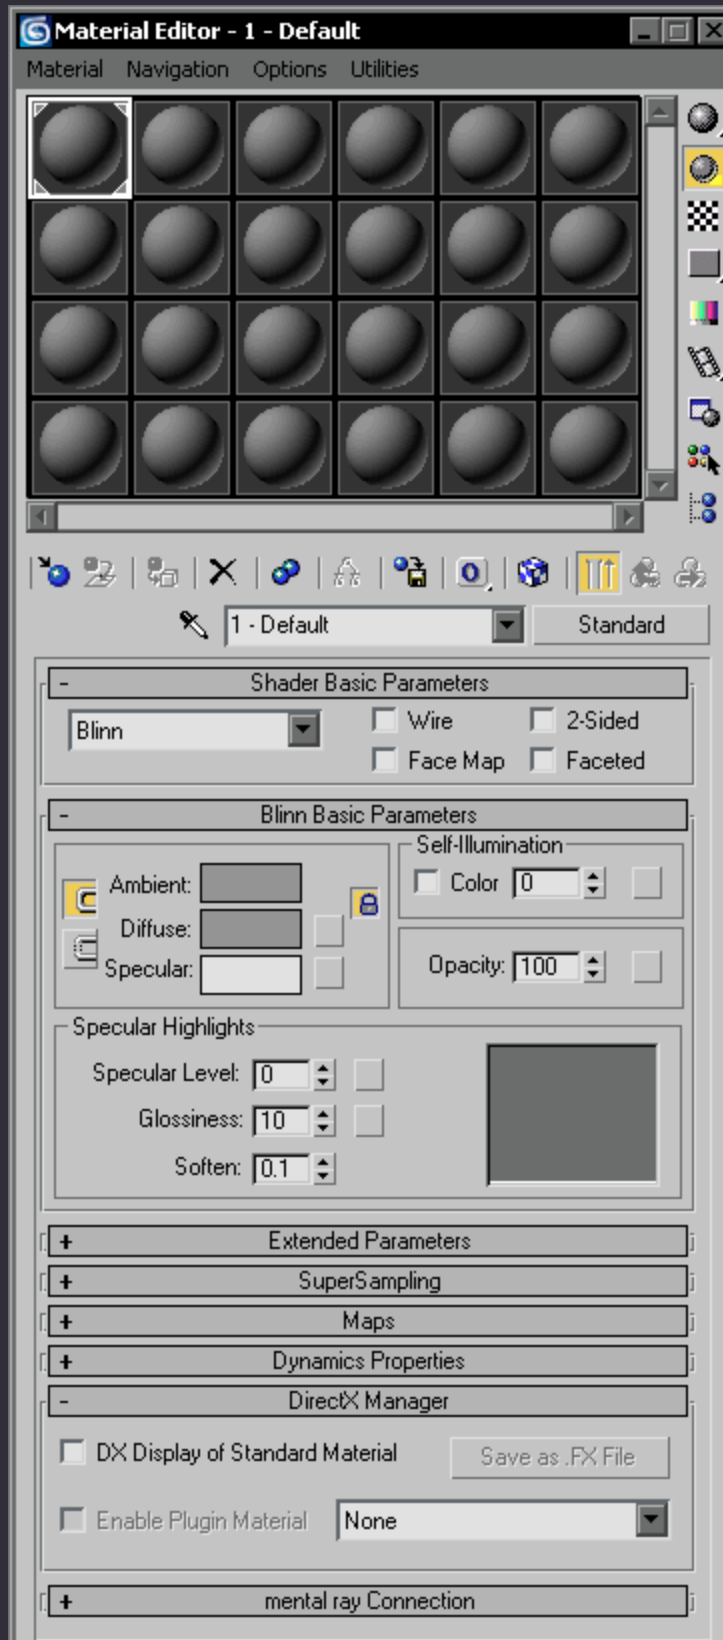 Material Editor - 1 - Default
Material Navigation Options Utilities
1 - Default Standard
- Shader Basic Parameters
Blinn Wire 2-Sided
Face Map Faceted
- Blinn Basic Parameters
Self-Illumination
Ambient: Color 0
Diffuse:
Specular: Opacity: 100
Specular Highlights
Specular Level: 0
Glossiness: 10
Soften: 0.1
+ Extended Parameters
+ SuperSampling
+ Maps
+ Dynamics Properties
- DirectX Manager
DX Display of Standard Material Save as .FX File
Enable Plugin Material None
+ mental ray Connection